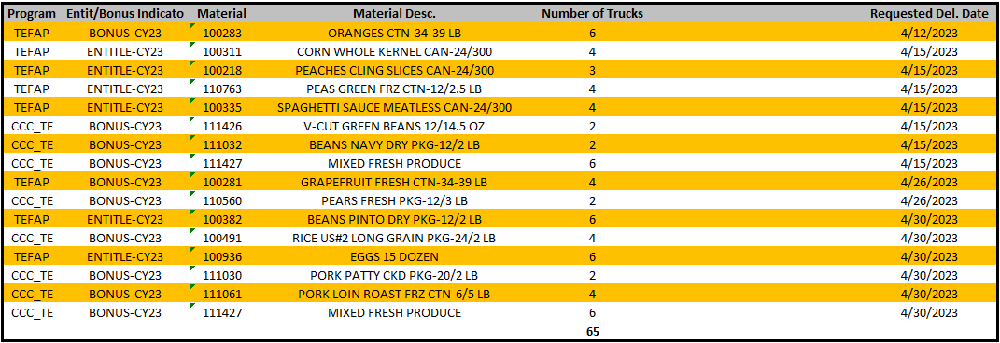 Program Entit/Bonus Indicato Material Material Desc. Number of Trucks Requested Del. Date
TEFAP BONUS-CY23 100283 ORANGES CTN-34-39 LB 6 4/12/2023
TEFAP ENTITLE-CY23 100311 CORN WHOLE KERNEL CAN-24/300 4 4/15/2023
TEFAP ENTITLE-CY23 100218 PEACHES CLING SLICES CAN-24/300 3 4/15/2023
TEFAP ENTITLE-CY23 110763 PEAS GREEN FRZ CTN-12/2.5 LB 4 4/15/2023
TEFAP ENTITLE-CY23 100335 SPAGHETTI SAUCE MEATLESS CAN-24/300 4 4/15/2023
CCC_TE BONUS-CY23 111426 V-CUT GREEN BEANS 12/14.5 OZ 2 4/15/2023
CCC_TE BONUS-CY23 111032 BEANS NAVY DRY PKG-12/2 LB 2 4/15/2023
CCC_TE BONUS-CY23 111427 MIXED FRESH PRODUCE 6 4/15/2023
TEFAP BONUS-CY23 100281 GRAPEFRUIT FRESH CTN-34-39 LB 4 4/26/2023
CCC_TE BONUS-CY23 110560 PEARS FRESH PKG-12/3 LB 2 4/26/2023
TEFAP ENTITLE-CY23 100382 BEANS PINTO DRY PKG-12/2 LB 6 4/30/2023
CCC_TE BONUS-CY23 100491 RICE US#2 LONG GRAIN PKG-24/2 LB 4 4/30/2023
TEFAP ENTITLE-CY23 100936 EGGS 15 DOZEN 6 4/30/2023
CCC_TE BONUS-CY23 111030 PORK PATTY CKD PKG-20/2 LB 2 4/30/2023
CCC_TE BONUS-CY23 111061 PORK LOIN ROAST FRZ CTN-6/5 LB 4 4/30/2023
CCC_TE BONUS-CY23 111427 MIXED FRESH PRODUCE 6 4/30/2023
65